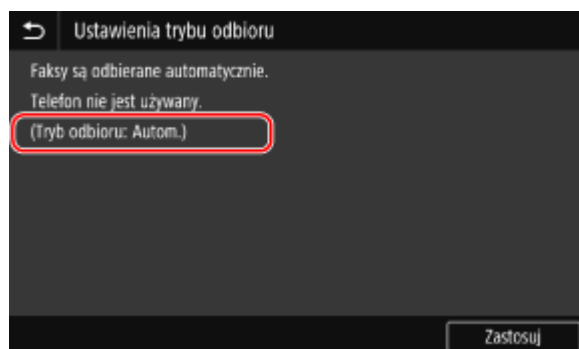 Ustawienia trybu odbioru
Faksy są odbierane automatycznie.
Telefon nie jest używany.
(Tryb odbioru: Autom.)
Zastosuj